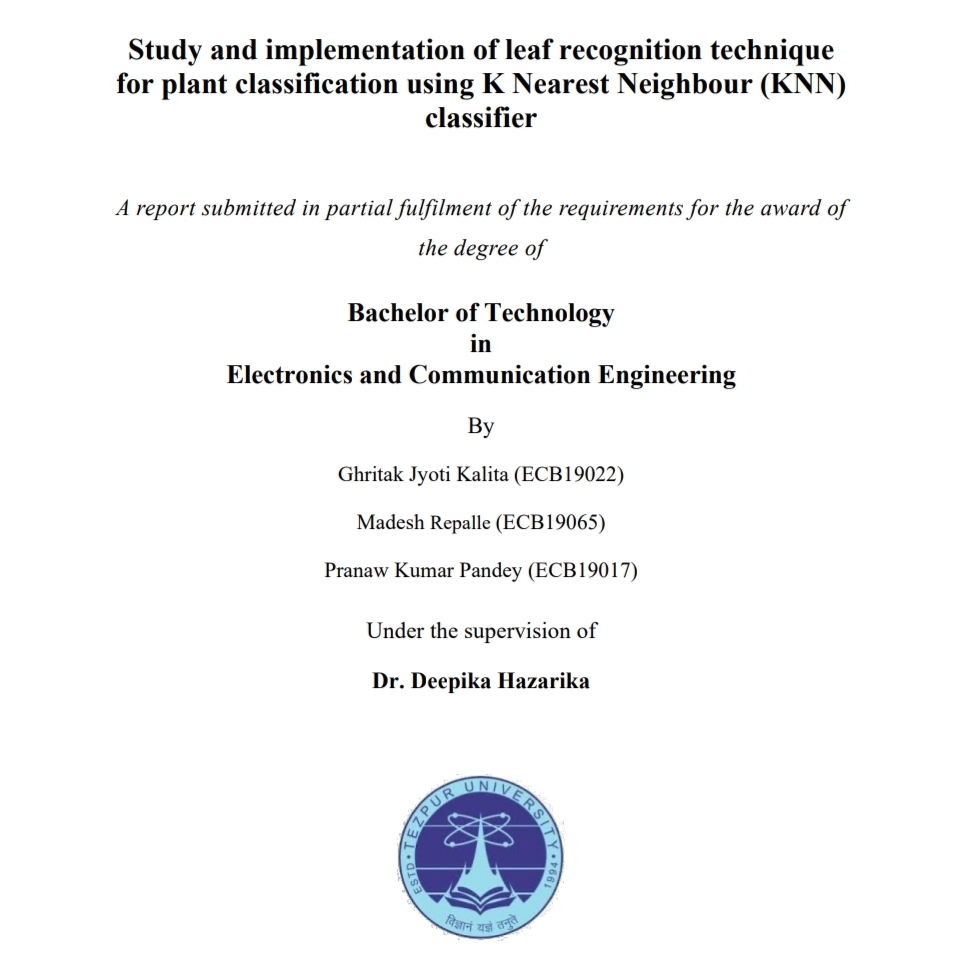 Study and implementation of leaf recognition technique
for plant classification using K Nearest Neighbour (KNN)
classifier
A report submitted in partial fulfilment of the requirements for the award of
the degree of
Bachelor of Technology
in
Electronics and Communication Engineering
By
Ghritak Jyoti Kalita (ECB19022)
Madesh Repalle (ECB19065)
Pranaw Kumar Pandey (ECB19017)
Under the supervision of
Dr. Deepika Hazarika
TEZPUR UNIVERSITY
ESTD • 1994
विज्ञानं यज्ञं तनुते